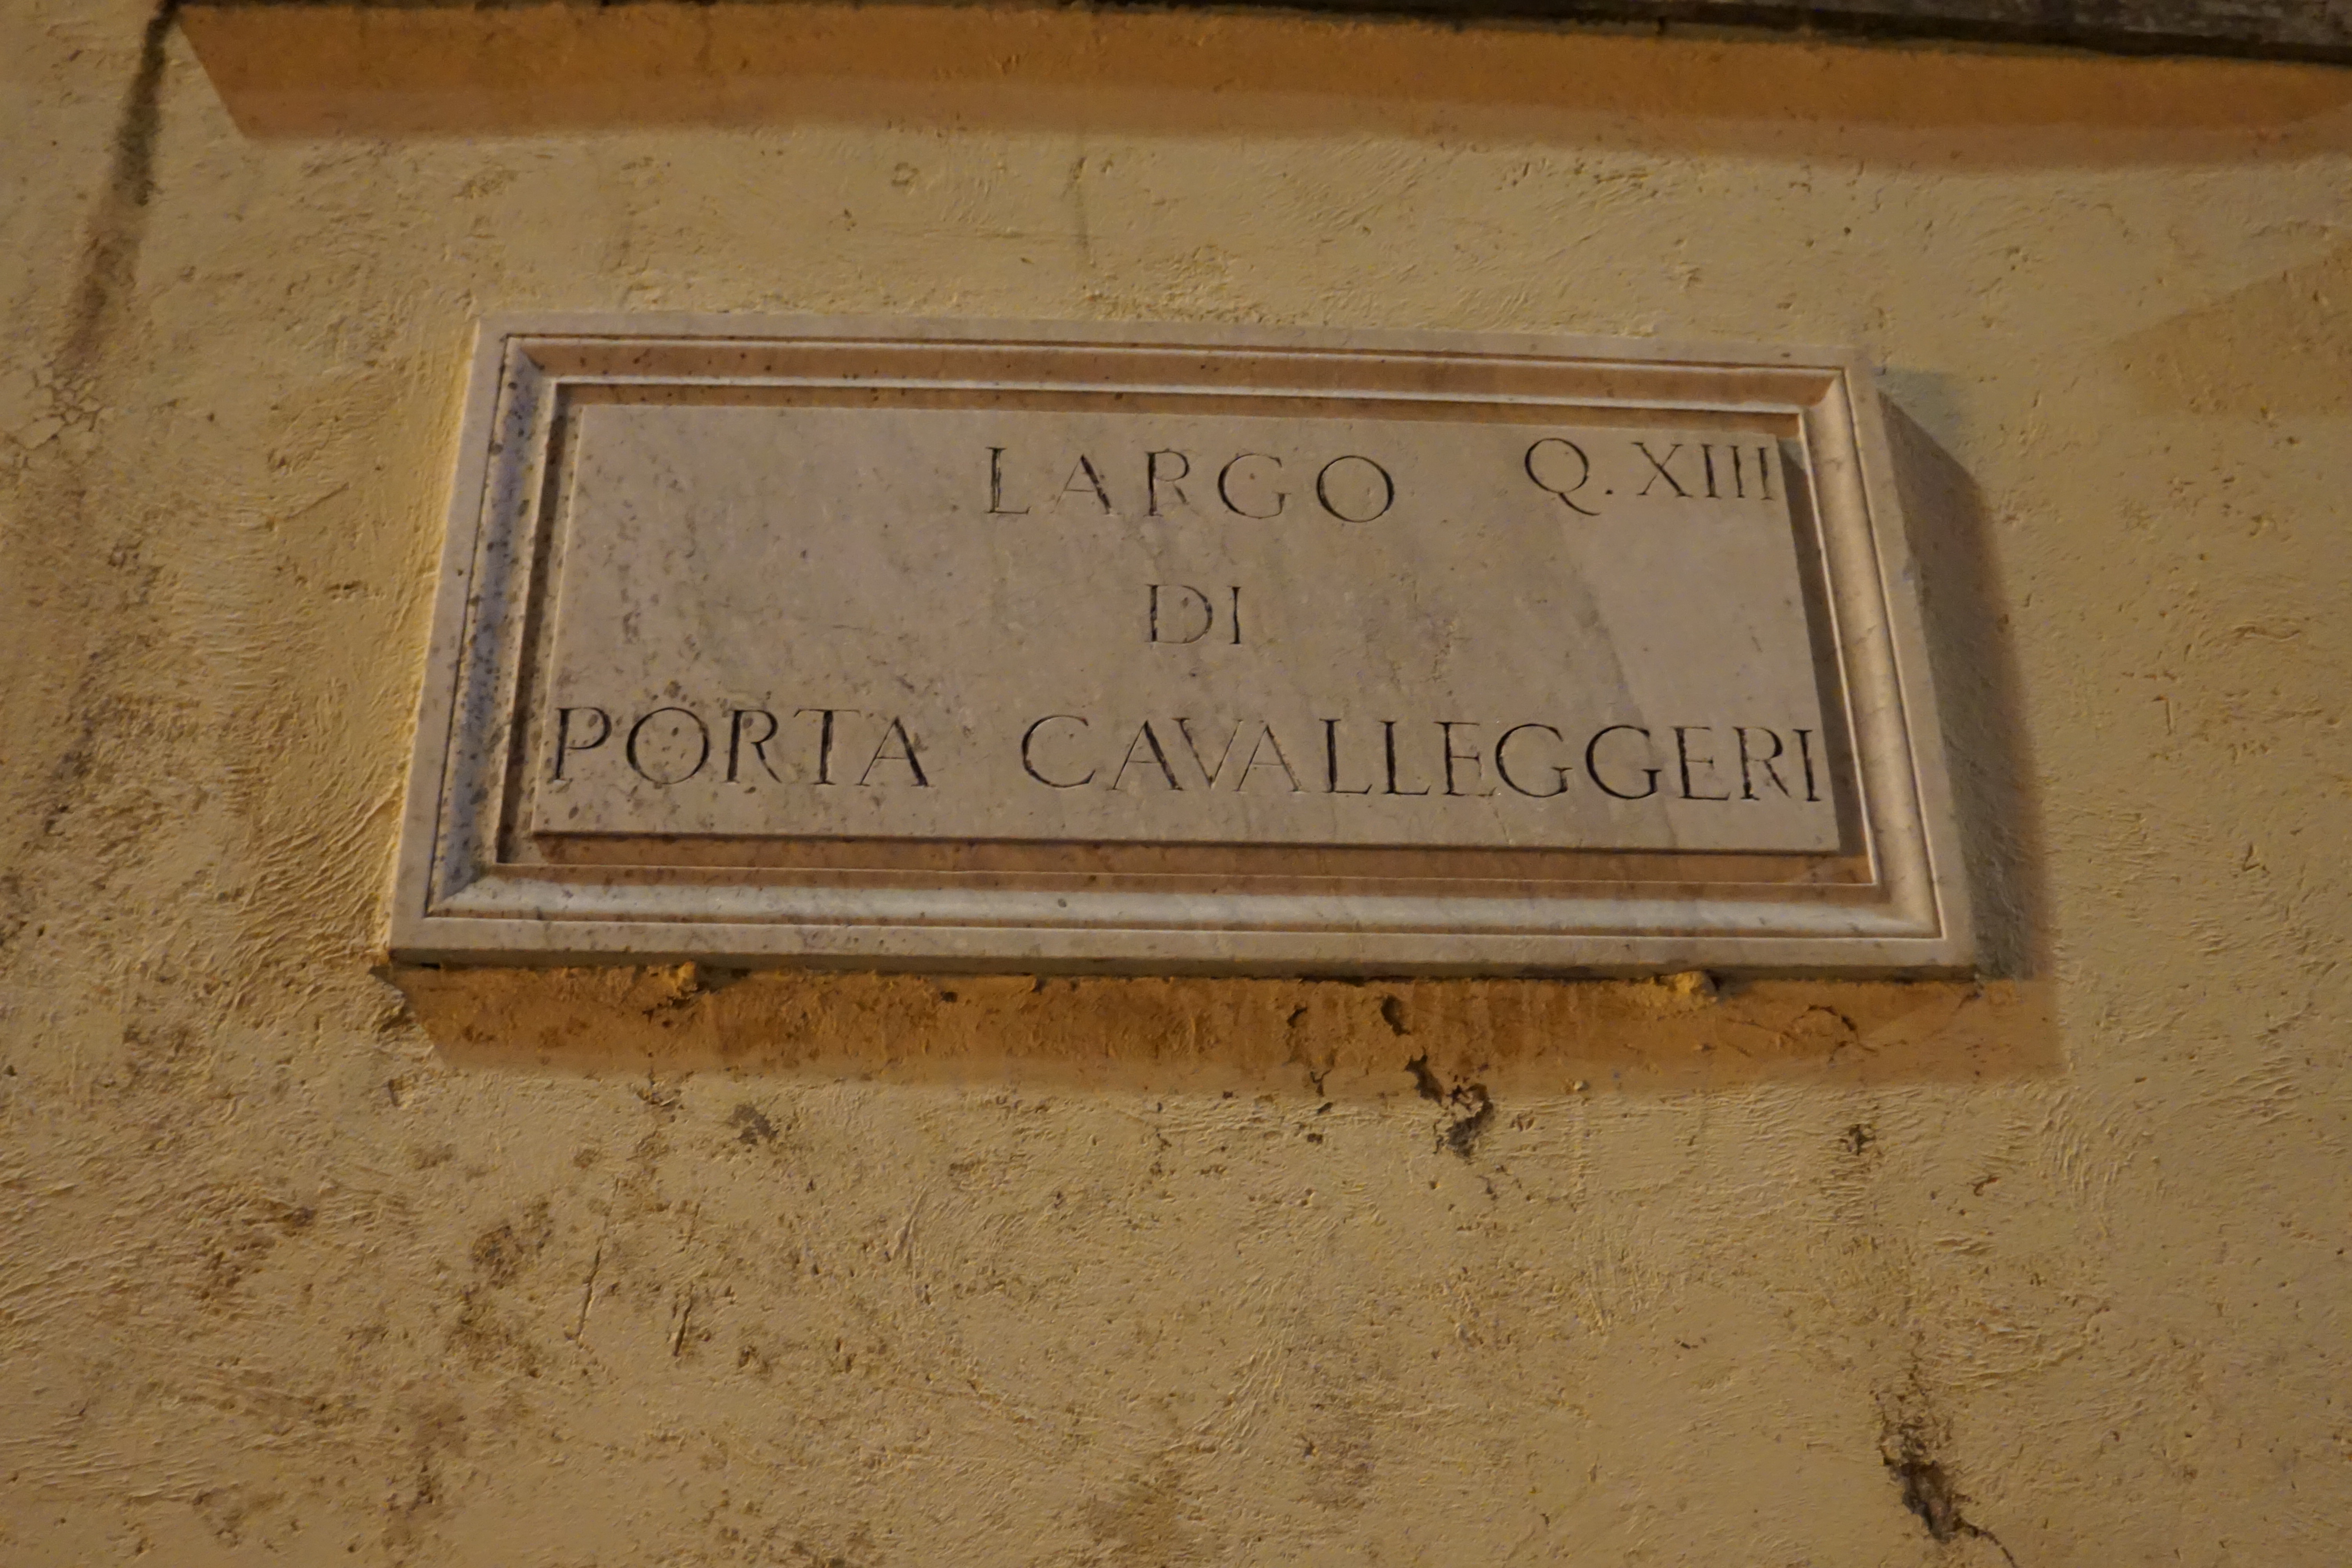 LARGO Q. XIII
DI
PORTA CAVALLEGGERI